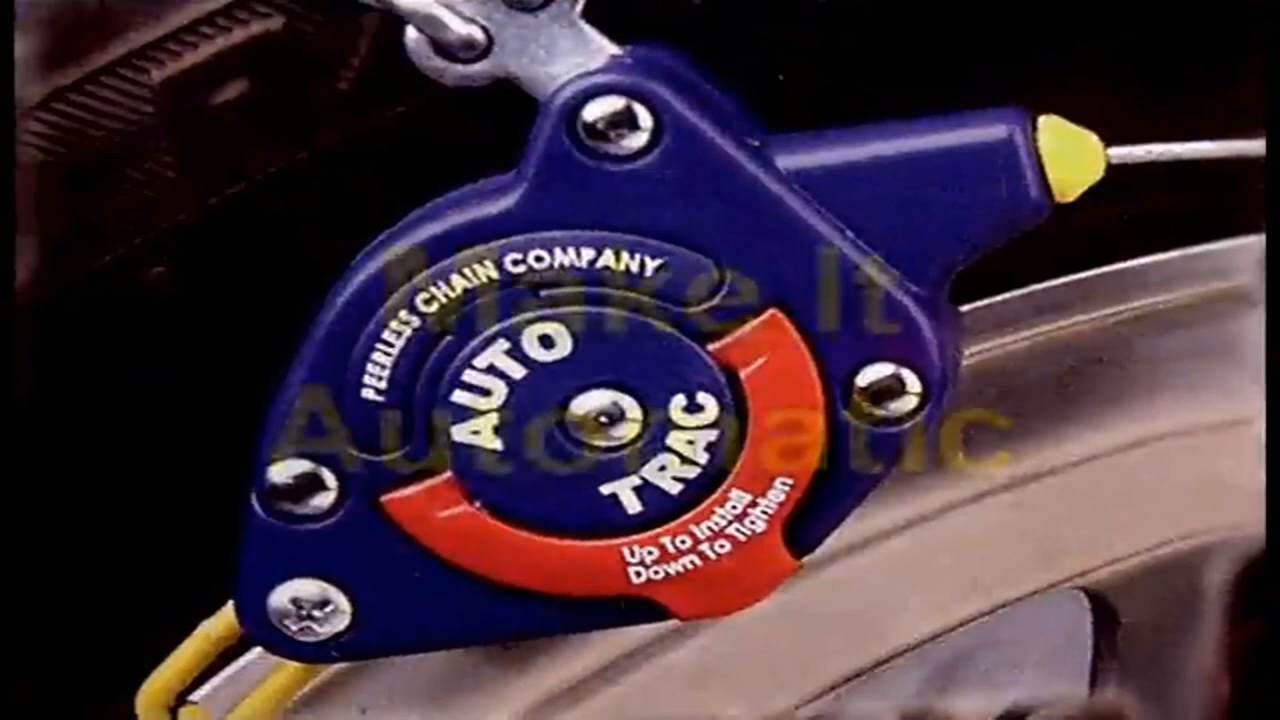 PEERLESS CHAIN COMPANY
AUTO
TRAC
Up To Install
Down To Tighten
Make It
Automatic